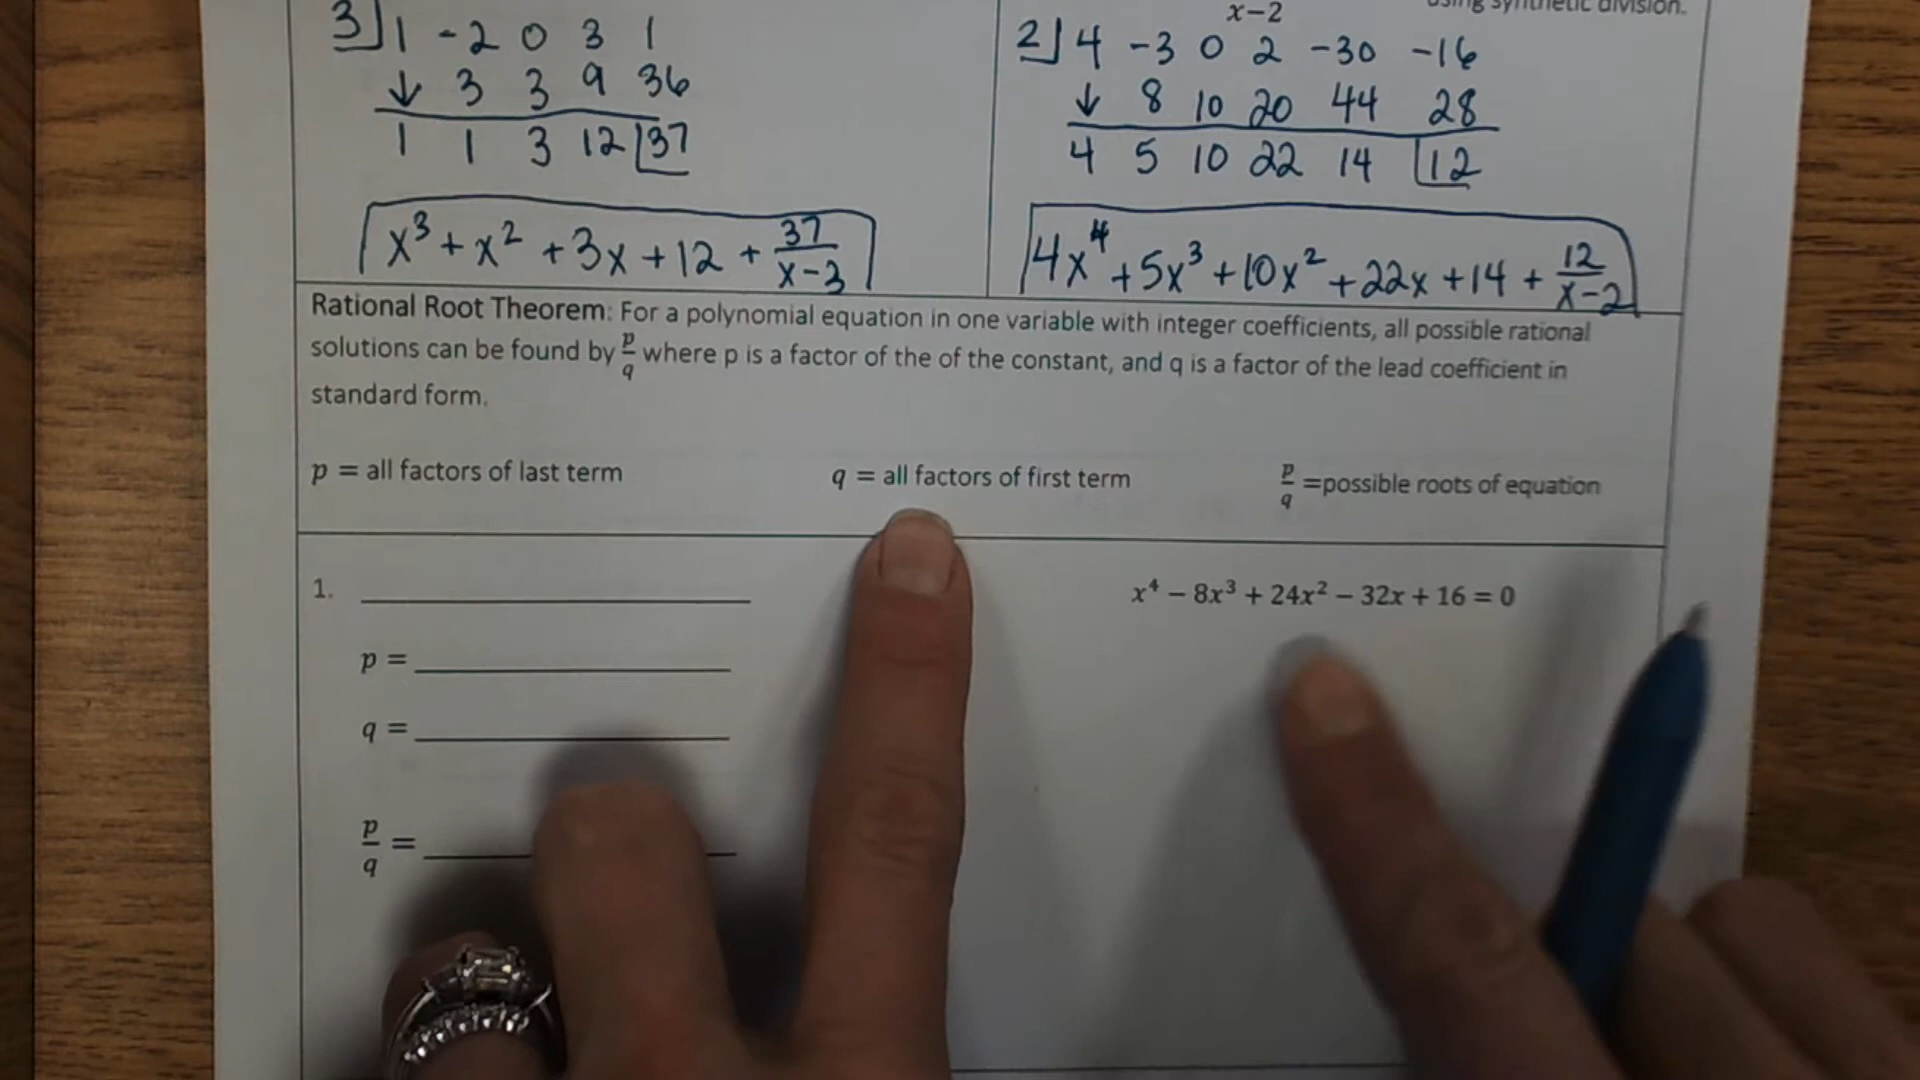 using synthetic division.
x−2
3 1 -2 0 3 1
↓ 3 3 9 36
1 1 3 12 37
x³ + x² + 3x + 12 + 37/(x−3)
2 4 -3 0 2 -30 -16
↓ 8 10 20 44 28
4 5 10 22 14 12
4x⁴ + 5x³ + 10x² + 22x + 14 + 12/(x−2)
Rational Root Theorem: For a polynomial equation in one variable with integer coefficients, all possible rational
solutions can be found by p/q where p is a factor of the of the constant, and q is a factor of the lead coefficient in
standard form.
p = all factors of last term
q = all factors of first term
p/q =possible roots of equation
1.
x⁴ − 8x³ + 24x² − 32x + 16 = 0
p =
q =
p/q =